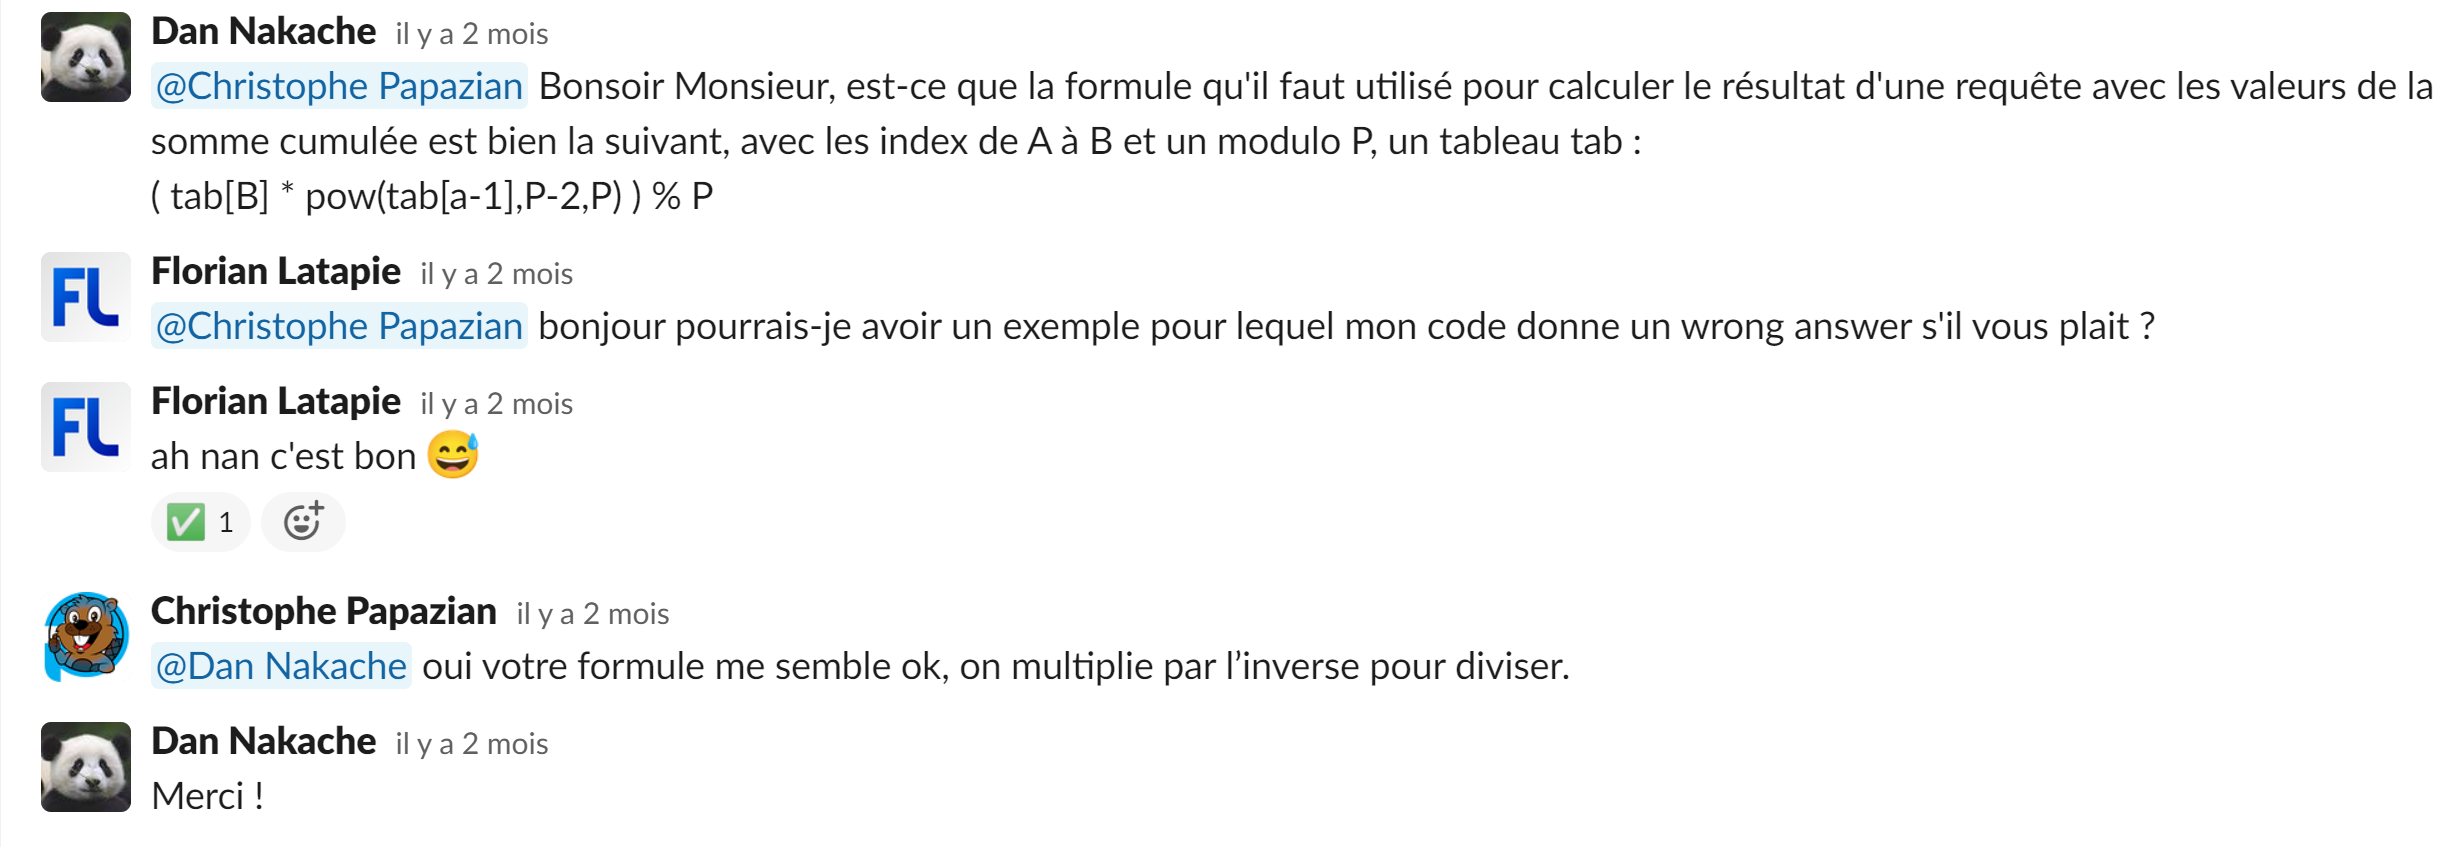 Dan Nakache il y a 2 mois
@Christophe Papazian Bonsoir Monsieur, est-ce que la formule qu'il faut utilisé pour calculer le résultat d'une requête avec les valeurs de la
somme cumulée est bien la suivant, avec les index de A à B et un modulo P, un tableau tab :
( tab[B] * pow(tab[a-1],P-2,P) ) % P
FL
Florian Latapie il y a 2 mois
@Christophe Papazian bonjour pourrais-je avoir un exemple pour lequel mon code donne un wrong answer s'il vous plait ?
FL
Florian Latapie il y a 2 mois
ah nan c'est bon 😅
✅ 1
Christophe Papazian il y a 2 mois
@Dan Nakache oui votre formule me semble ok, on multiplie par l’inverse pour diviser.
Dan Nakache il y a 2 mois
Merci !